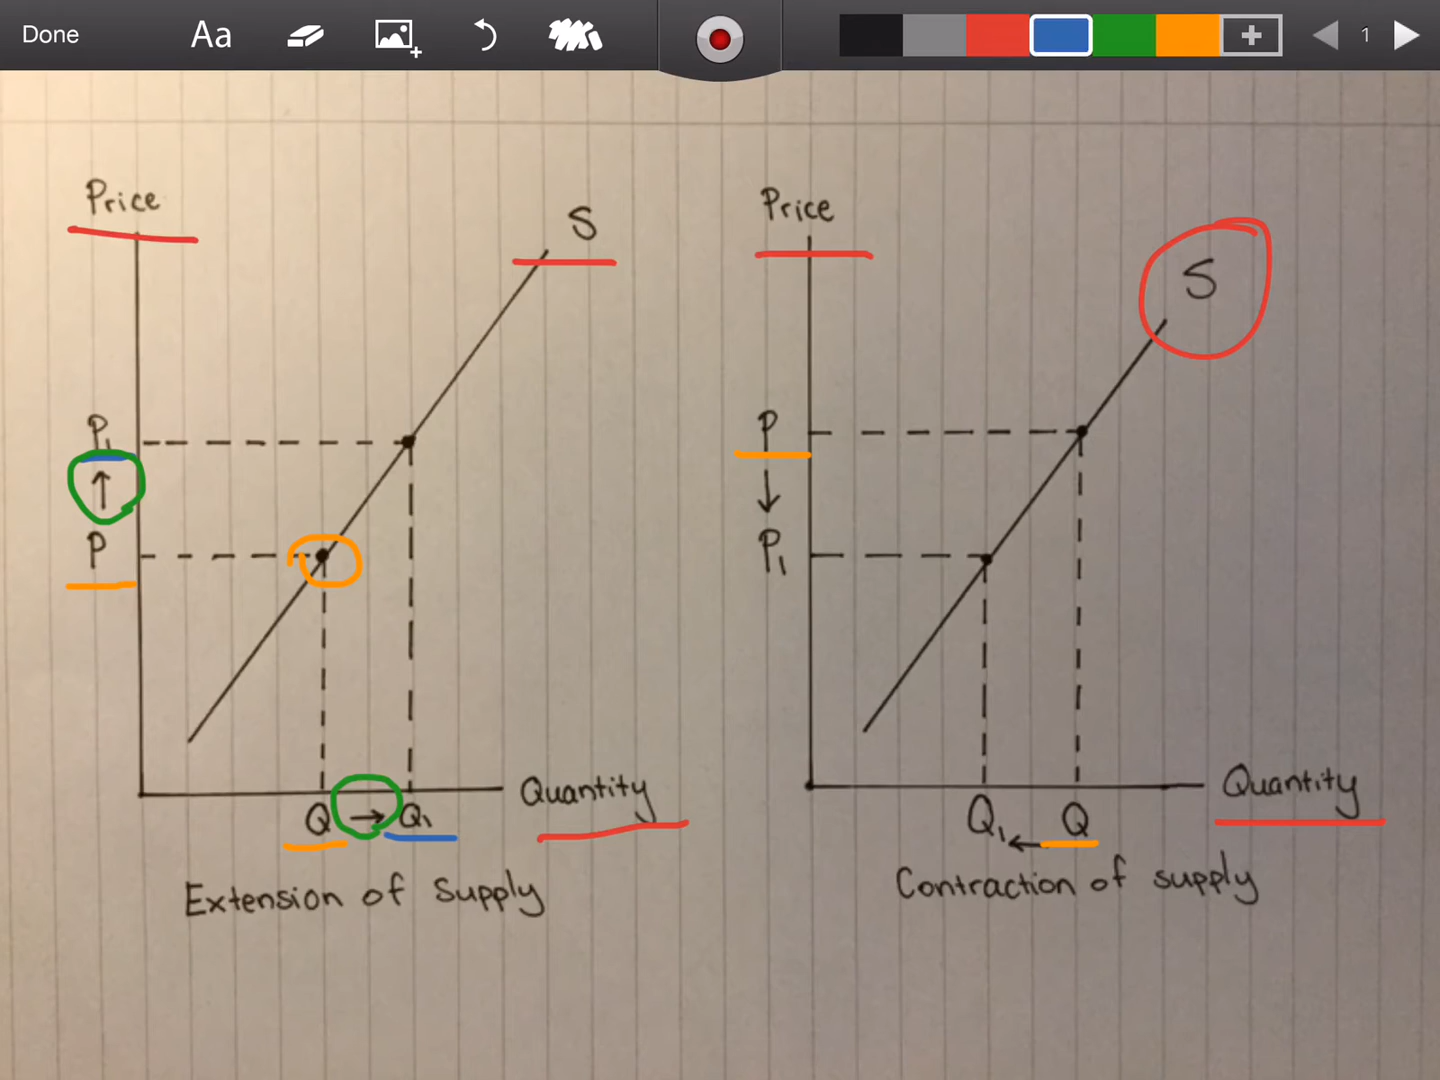 Done
Aa
1
Price
S
P₁
P
Q → Q₁
Quantity
Extension of Supply
Price
S
P
P₁
Q₁ ← Q
Quantity
Contraction of supply